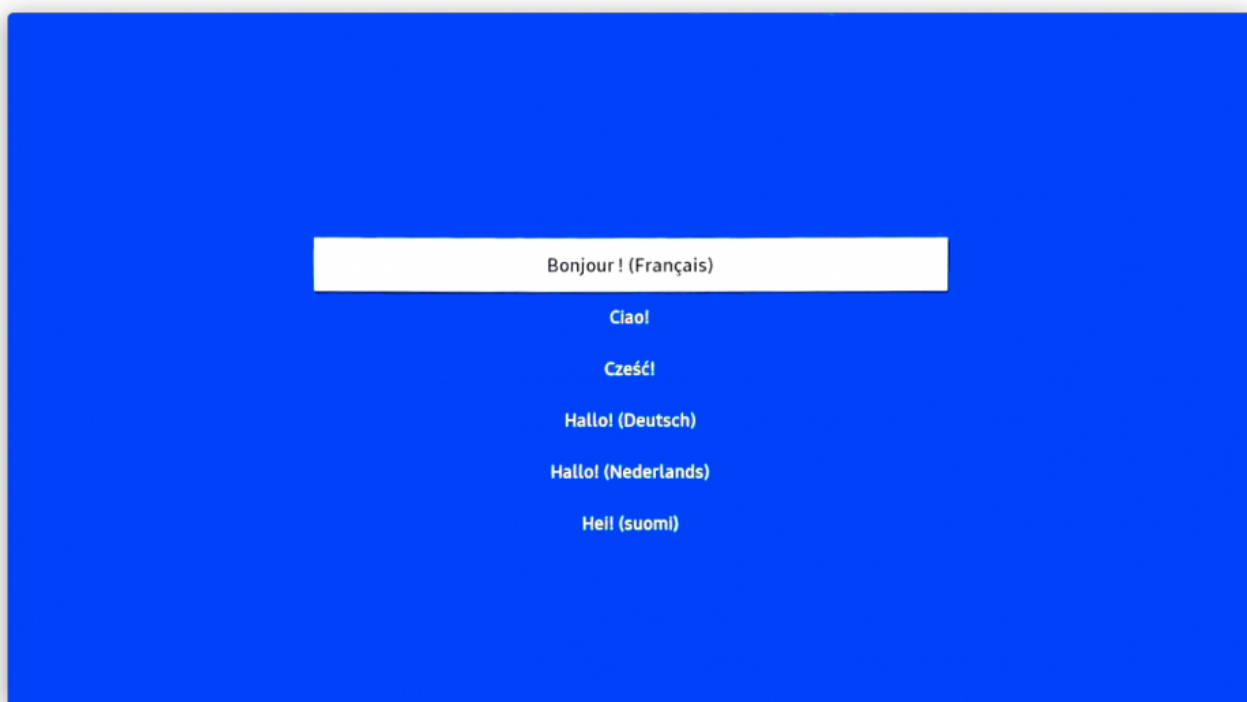 Bonjour ! (Français)
Ciao!
Cześć!
Hallo! (Deutsch)
Hallo! (Nederlands)
Hei! (suomi)